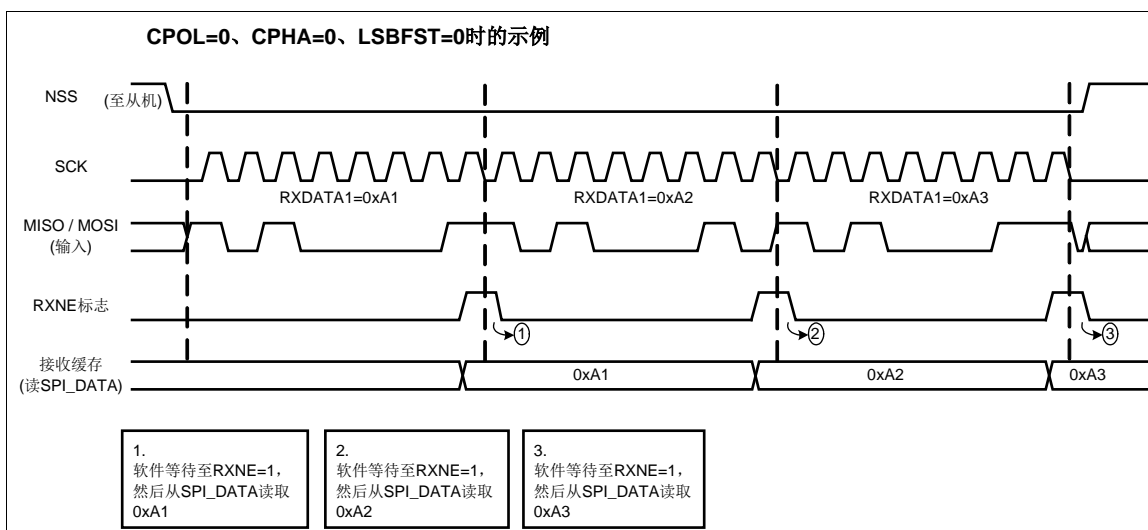 CPOL=0、CPHA=0、LSBFST=0时的示例
NSS (至从机)
SCK
RXDATA1=0xA1 RXDATA1=0xA2 RXDATA1=0xA3
MISO / MOSI
(输入)
RXNE标志
1 2 3
接收缓存
(读SPI_DATA)
0xA1 0xA2 0xA3
1.
软件等待至RXNE=1，
然后从SPI_DATA读取
0xA1
2.
软件等待至RXNE=1，
然后从SPI_DATA读取
0xA2
3.
软件等待至RXNE=1，
然后从SPI_DATA读取
0xA3